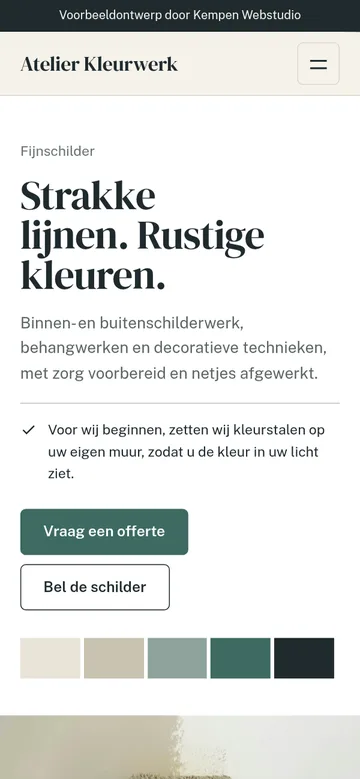 Voorbeeldontwerp door Kempen Webstudio
Atelier Kleurwerk
Fijnschilder
Strakke
lijnen. Rustige
kleuren.
Binnen- en buitenschilderwerk,
behangwerken en decoratieve technieken,
met zorg voorbereid en netjes afgewerkt.
Voor wij beginnen, zetten wij kleurstalen op
uw eigen muur, zodat u de kleur in uw licht
ziet.
Vraag een offerte
Bel de schilder